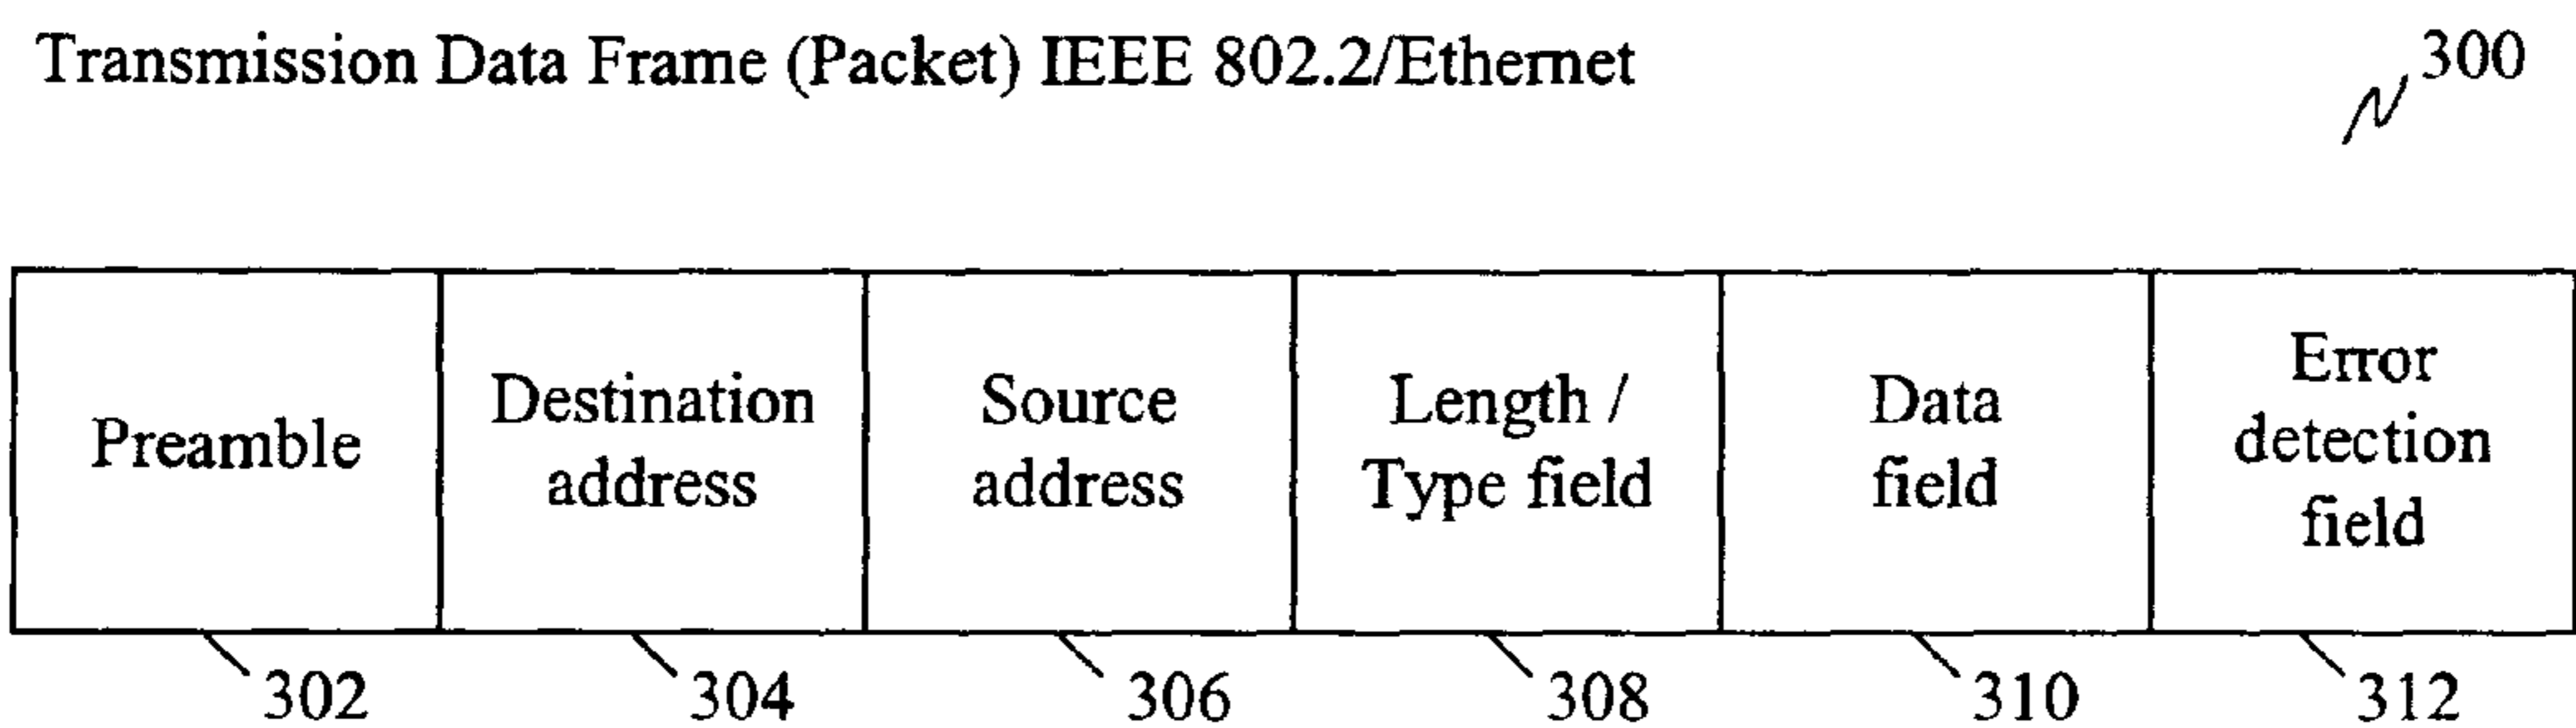 Transmission Data Frame (Packet) IEEE 802.2/Ethernet
300
Preamble
Destination
address
Source
address
Length /
Type field
Data
field
Error
detection
field
302
304
306
308
310
312